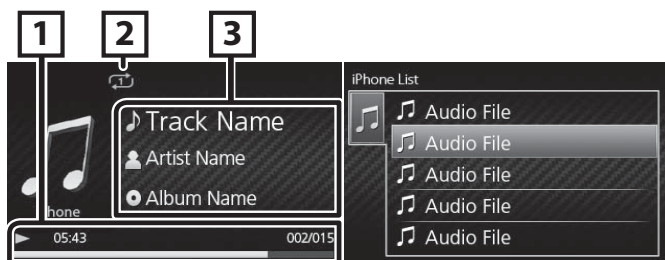 1 2 3
1
Track Name
Artist Name
Album Name
hone
05:43 002/015
iPhone List
Audio File
Audio File
Audio File
Audio File
Audio File